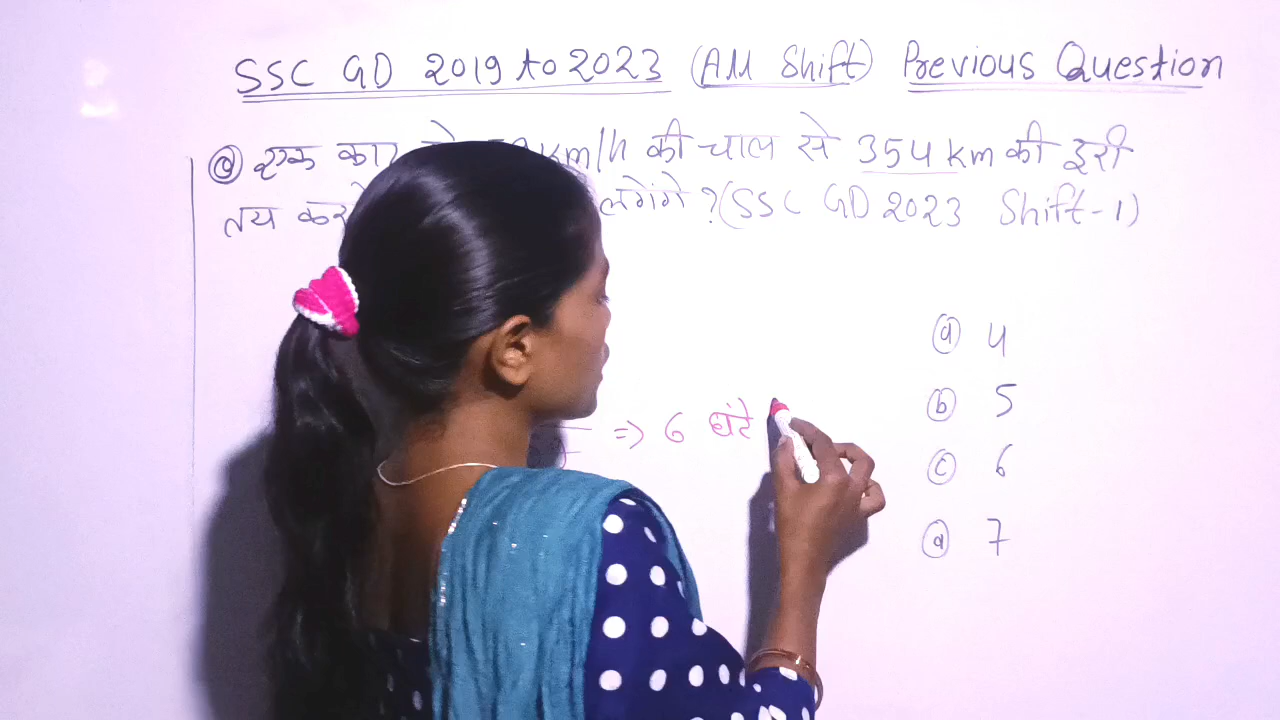 SSC GD 2019 to 2023 (AM Shift) Previous Question
@ एक km/h की चाल से 354 km की दूरी
तय लगेंगे ? (SSC GD 2023 Shift-1)
(a) 4
(b) 5
=> 6 घंटे
(c) 6
(d) 7